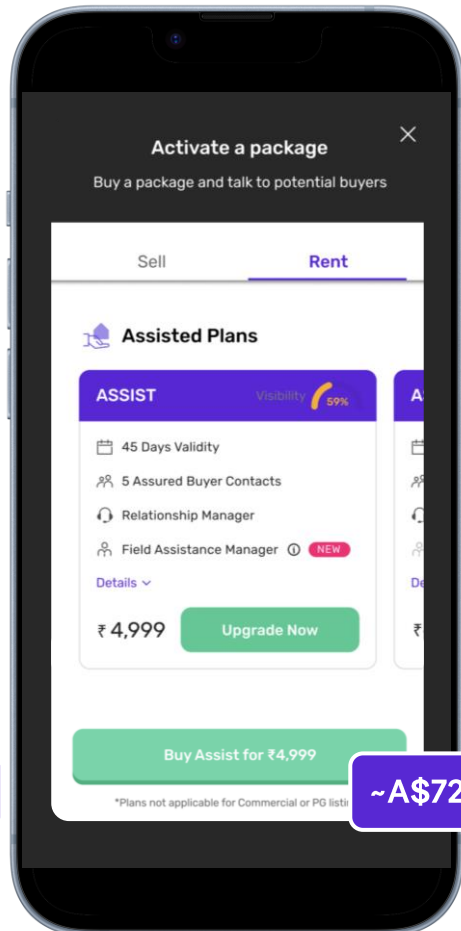 Activate a package
Buy a package and talk to potential buyers
Sell
Rent
Assisted Plans
ASSIST
Visibility
59%
45 Days Validity
5 Assured Buyer Contacts
Relationship Manager
Field Assistance Manager
NEW
Details
₹ 4,999
Upgrade Now
₹
Buy Assist for ₹4,999
*Plans not applicable for Commercial or PG
~A$72